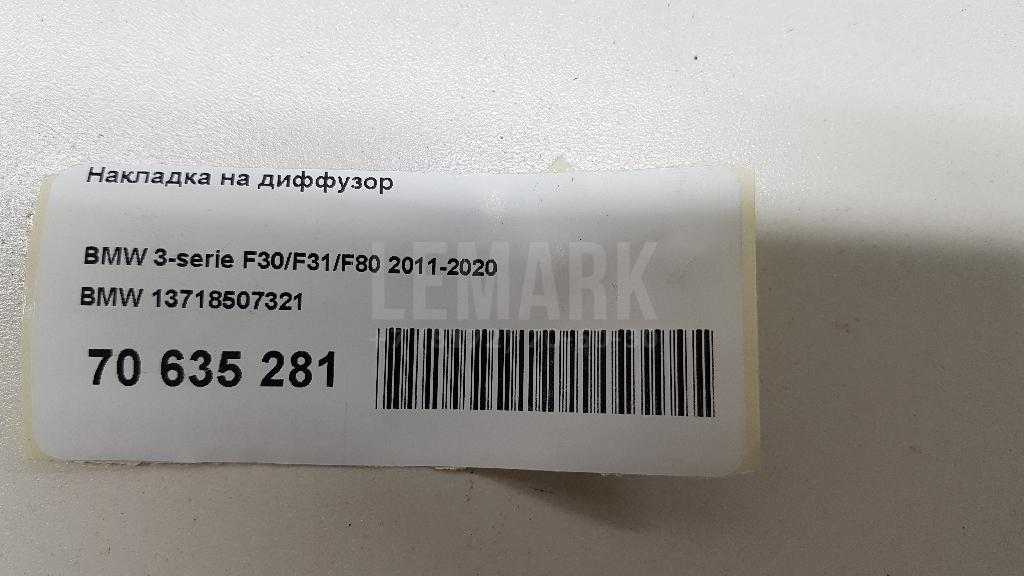 Накладка на диффузор
BMW 3-serie F30/F31/F80 2011-2020
LEMARK
BMW 13718507321
70 635 281